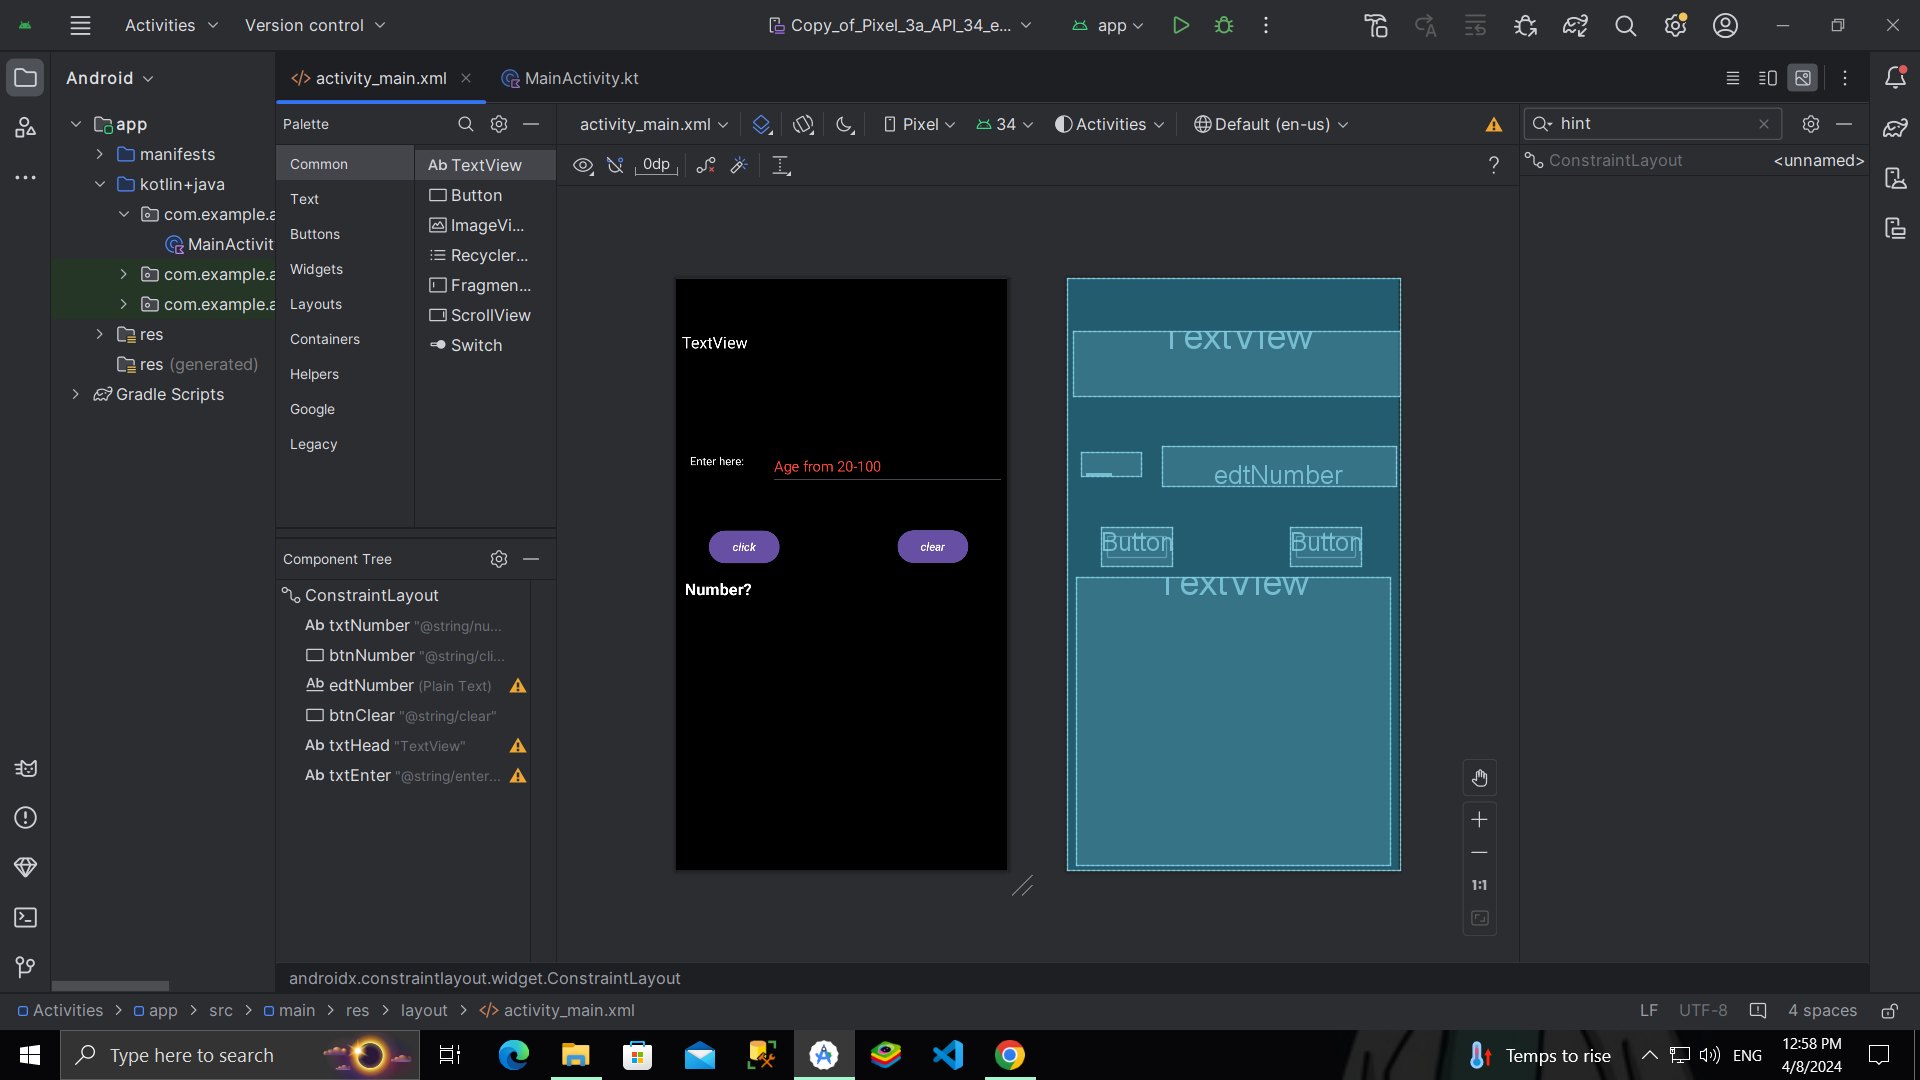 Activities
Version control
Copy_of_Pixel_3a_API_34_e...
app
Android
activity_main.xml
MainActivity.kt
app
manifests
kotlin+java
com.example.a
MainActivit
com.example.a
com.example.a
res
res (generated)
Gradle Scripts
Palette
Common
Text
Buttons
Widgets
Layouts
Containers
Helpers
Google
Legacy
Ab TextView
Button
ImageVi...
Recycler...
Fragmen...
ScrollView
Switch
Component Tree
ConstraintLayout
Ab txtNumber "@string/nu...
btnNumber "@string/cli...
Ab edtNumber (Plain Text)
btnClear "@string/clear"
Ab txtHead "TextView"
Ab txtEnter "@string/enter...
activity_main.xml
Pixel
34
Activities
Default (en-us)
0dp
?
TextView
Enter here:
Age from 20-100
click
clear
Number?
TextView
edtNumber
Button
Button
TextView
1:1
hint
ConstraintLayout
<unnamed>
androidx.constraintlayout.widget.ConstraintLayout
Activities > app > src > main > res > layout > activity_main.xml
LF
UTF-8
4 spaces
Type here to search
Temps to rise
ENG
12:58 PM
4/8/2024